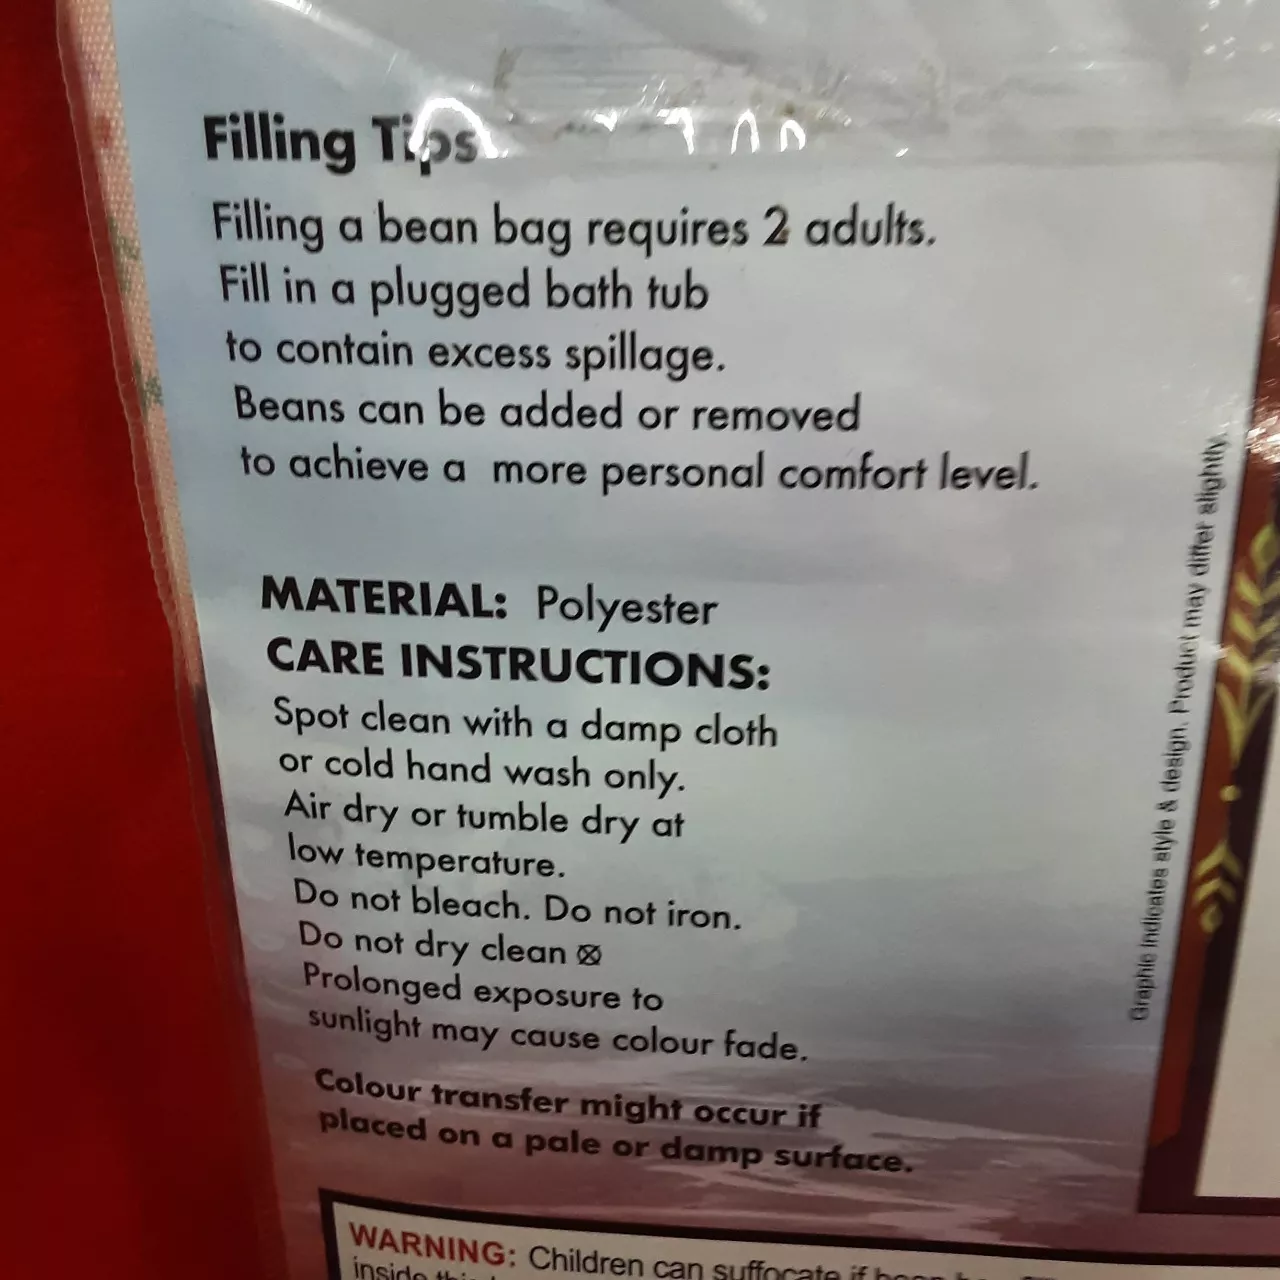 Filling Tips
Filling a bean bag requires 2 adults.
Fill in a plugged bath tub
to contain excess spillage.
Beans can be added or removed
to achieve a more personal comfort level.
MATERIAL: Polyester
CARE INSTRUCTIONS:
Spot clean with a damp cloth
or cold hand wash only.
Air dry or tumble dry at
low temperature.
Do not bleach. Do not iron.
Do not dry clean
Prolonged exposure to
sunlight may cause colour fade.
Colour transfer might occur if
placed on a pale or damp surface.
Graphic indicates style & design. Product may differ slightly.
WARNING: Children can suffocate if
inside